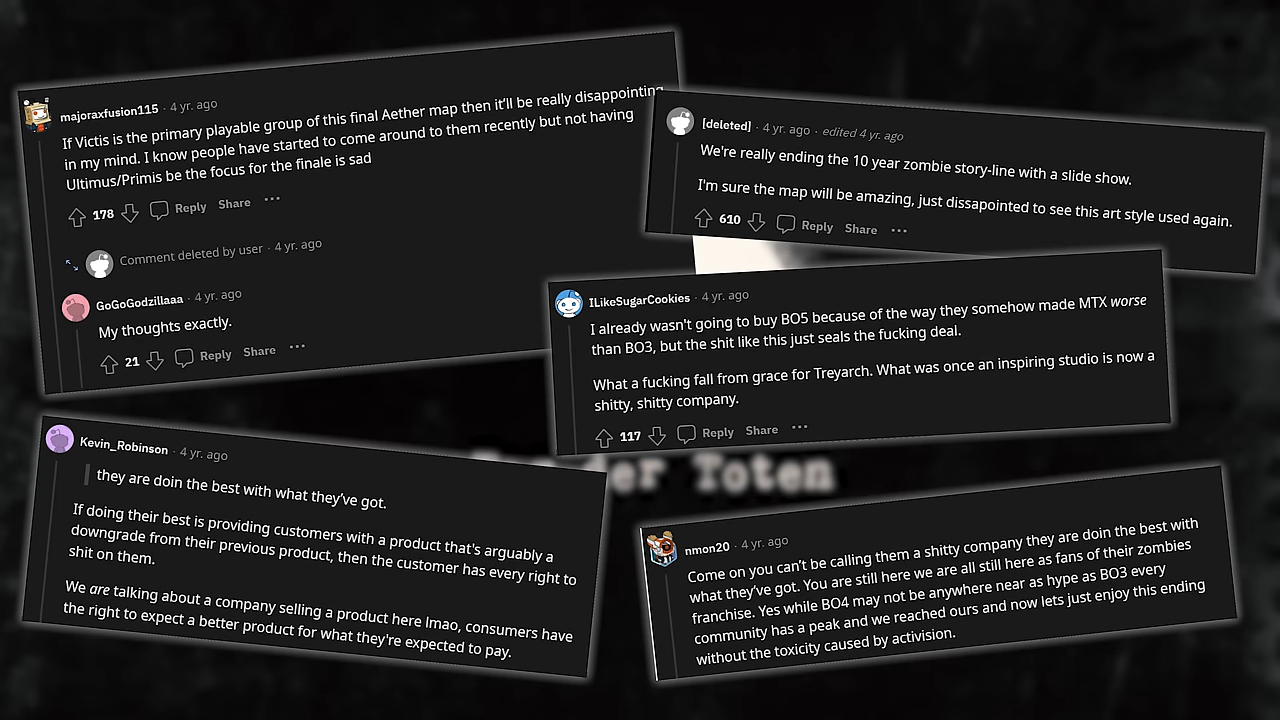 majoraxfusion115 · 4 yr. ago
If Victis is the primary playable group of this final Aether map then it'll be really disappointing
in my mind. I know people have started to come around to them recently but not having
Ultimus/Primis be the focus for the finale is sad
178 Reply Share ...
Comment deleted by user · 4 yr. ago
GoGoGodzillaaa · 4 yr. ago
My thoughts exactly.
21 Reply Share ...
[deleted] · 4 yr. ago · edited 4 yr. ago
We're really ending the 10 year zombie story-line with a slide show.
I'm sure the map will be amazing, just dissapointed to see this art style used again.
610 Reply Share ...
ILikeSugarCookies · 4 yr. ago
I already wasn't going to buy BO5 because of the way they somehow made MTX worse
than BO3, but the shit like this just seals the fucking deal.
What a fucking fall from grace for Treyarch. What was once an inspiring studio is now a
shitty, shitty company.
117 Reply Share ...
er Toten
Kevin_Robinson · 4 yr. ago
they are doin the best with what they've got.
If doing their best is providing customers with a product that's arguably a
downgrade from their previous product, then the customer has every right to
shit on them.
We are talking about a company selling a product here lmao, consumers have
the right to expect a better product for what they're expected to pay.
nmon20 · 4 yr. ago
Come on you can't be calling them a shitty company they are doin the best with
what they've got. You are still here we are all still here as fans of their zombies
franchise. Yes while BO4 may not be anywhere near as hype as BO3 every
community has a peak and we reached ours and now lets just enjoy this ending
without the toxicity caused by activision.